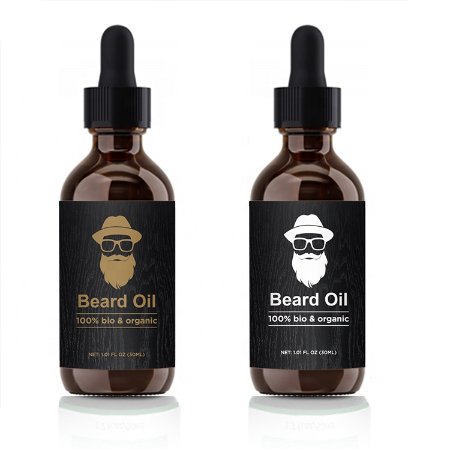 Beard Oil
100% bio & organic
NET: 1.01 FL OZ (30ML)
Beard Oil
100% bio & organic
NET: 1.01 FL OZ (30ML)